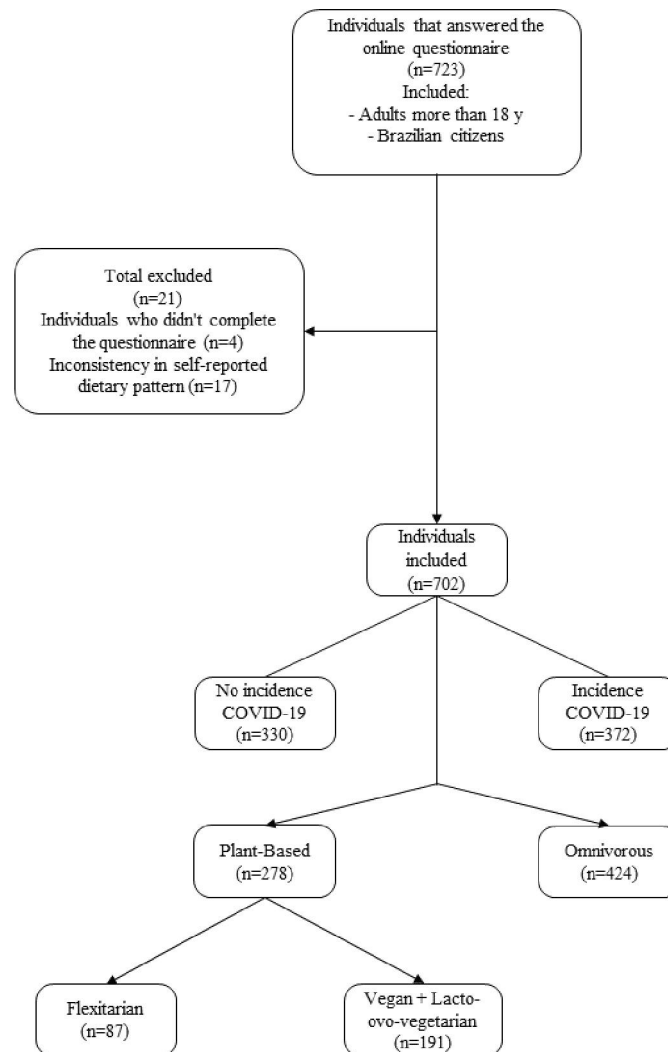 Individuals that answered the
online questionnaire
(n=723)
Included:
- Adults more than 18 y
- Brazilian citizens
Total excluded
(n=21)
Individuals who didn't complete
the questionnaire (n=4)
Inconsistency in self-reported
dietary pattern (n=17)
Individuals
included
(n=702)
No incidence
COVID-19
(n=330)
Incidence
COVID-19
(n=372)
Plant-Based
(n=278)
Omnivorous
(n=424)
Flexitarian
(n=87)
Vegan + Lacto-
ovo-vegetarian
(n=191)